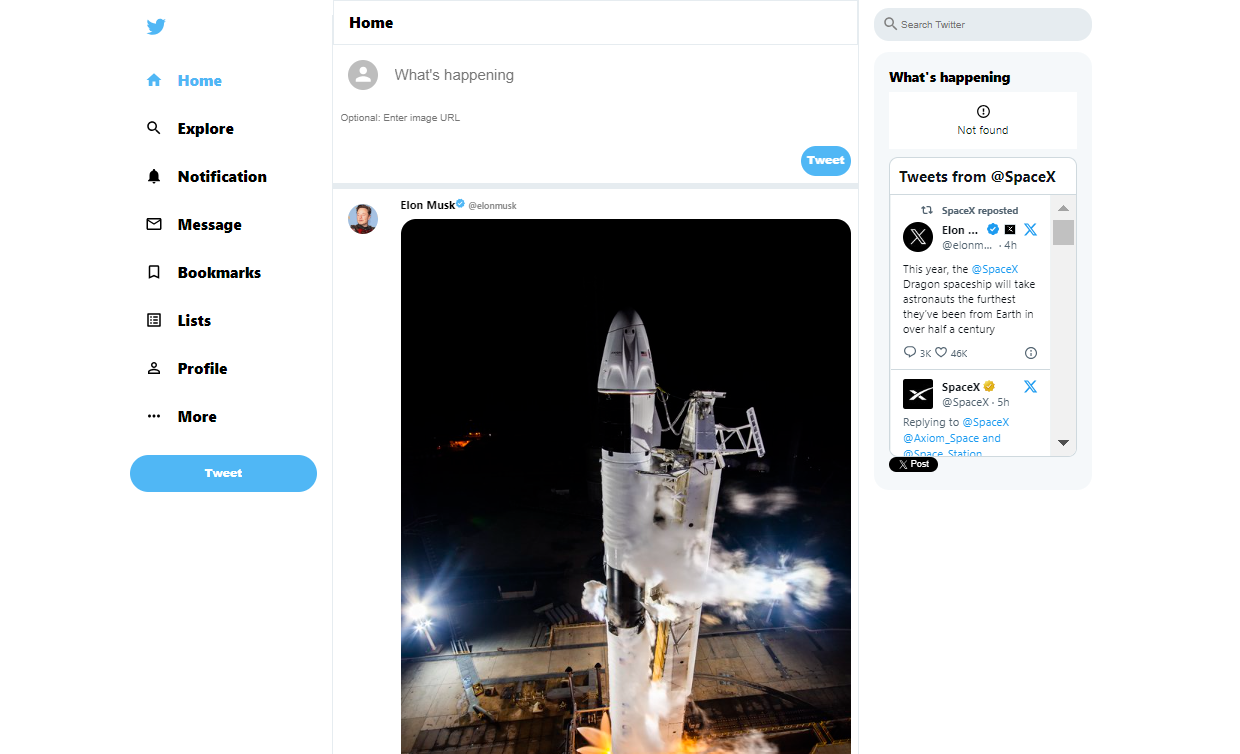 Home
Explore
Notification
Message
Bookmarks
Lists
Profile
More
Tweet
Home
What's happening
Optional: Enter image URL
Tweet
Elon Musk @elonmusk
Search Twitter
What's happening
Not found
Tweets from @SpaceX
SpaceX reposted
Elon ...
@elonm... · 4h
This year, the @SpaceX
Dragon spaceship will take
astronauts the furthest
they've been from Earth in
over half a century
3K 46K
SpaceX
@SpaceX · 5h
Replying to @SpaceX
@Axiom_Space and
@Space_Station
Post